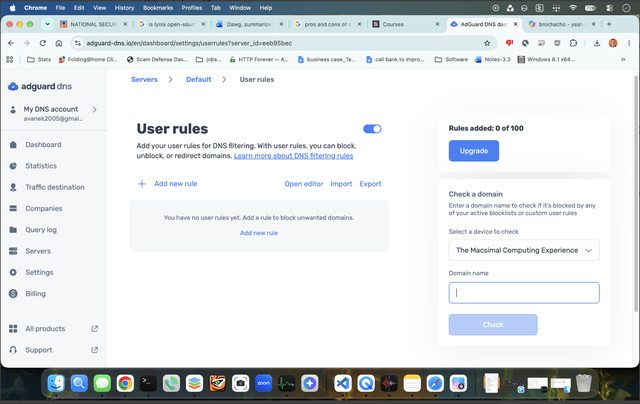 Chrome File Edit View History Bookmarks Profiles Tab Window Help
NATIONAL SECURI
is lynis open-sour
Dawg, summarize
pros and cons of s
Courses
AdGuard DNS das
brochacho – yeah
adguard-dns.io/en/dashboard/settings/userrules?server_id=eeb95bec
Stats
Folding@home Cli...
Scam Defense Das...
jobs...
HTTP Forever — A...
business case_Te...
call bank to improv...
Software
Notes-3.3
Windows 8.1 x64...
adguard dns
My DNS account
avanek2005@gmai...
Dashboard
Statistics
Traffic destination
Companies
Query log
Servers
Settings
Billing
All products
Support
Servers > Default > User rules
User rules
Add your user rules for DNS filtering. With user rules, you can block,
unblock, or redirect domains. Learn more about DNS filtering rules
Add new rule
Open editor Import Export
You have no user rules yet. Add a rule to block unwanted domains.
Add new rule
Rules added: 0 of 100
Upgrade
Check a domain
Enter a domain name to check if it's blocked by any
of your active blocklists or custom user rules
Select a device to check
The Macsimal Computing Experience
Domain name
Check
zoom